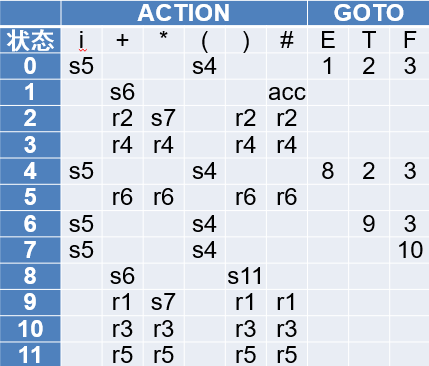 ACTION GOTO
状态 i + * ( ) # E T F
0 s5 s4 1 2 3
1 s6 acc
2 r2 s7 r2 r2
3 r4 r4 r4 r4
4 s5 s4 8 2 3
5 r6 r6 r6 r6
6 s5 s4 9 3
7 s5 s4 10
8 s6 s11
9 r1 s7 r1 r1
10 r3 r3 r3 r3
11 r5 r5 r5 r5